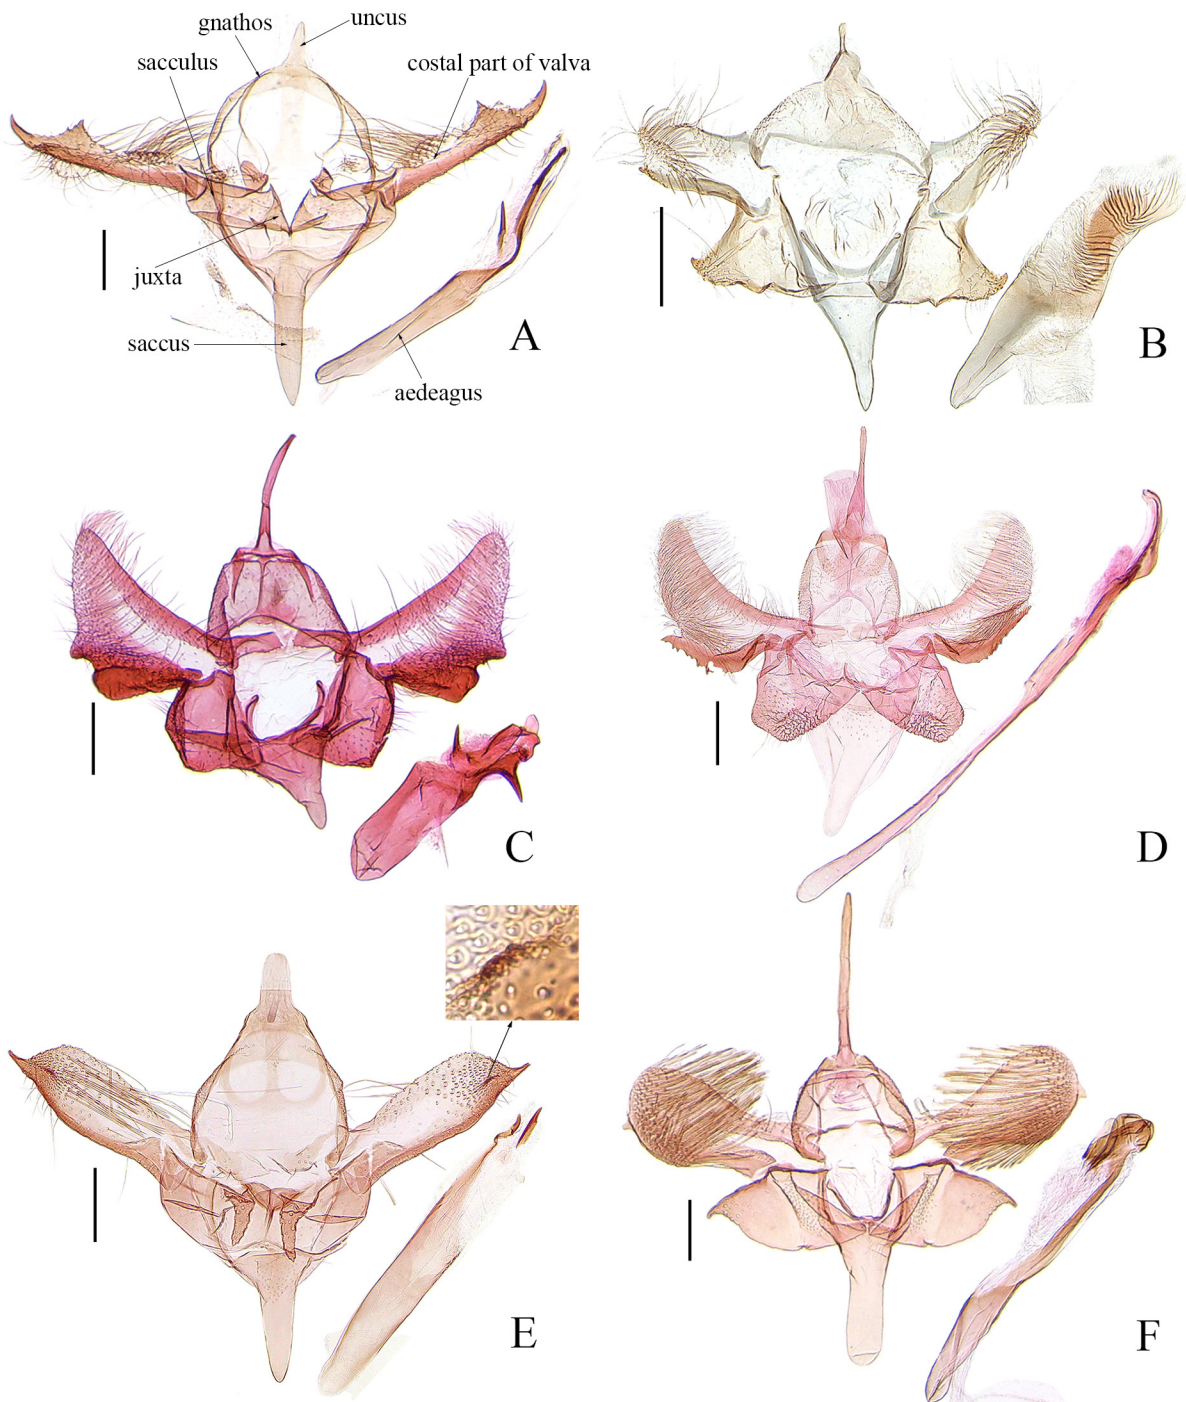 gnathos
uncus
sacculus
costal part of valva
juxta
saccus
aedeagus
A
B
C
D
E
F